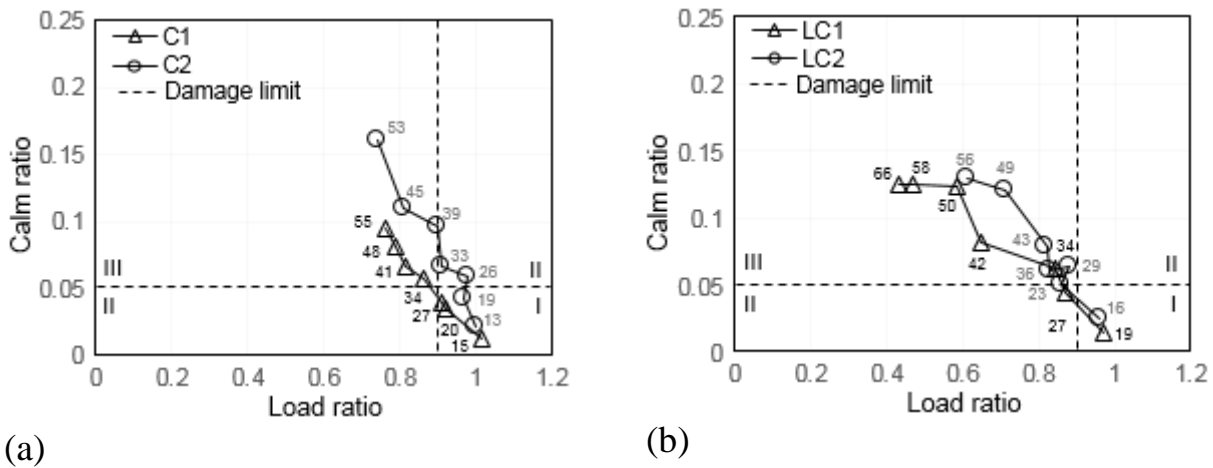 0.25
C1
C2
Damage limit
0.2
0.15
0.1
0.05
0
Calm ratio
53
45
39
55
33
48
26
41
III
II
34
19
II
27
I
20
13
15
0 0.2 0.4 0.6 0.8 1 1.2
Load ratio
(a)
0.25
LC1
LC2
Damage limit
0.2
0.15
0.1
0.05
0
Calm ratio
56
49
66 58
50
43 34
42
III
36
29
II
II
23
16
I
27
19
0 0.2 0.4 0.6 0.8 1 1.2
Load ratio
(b)